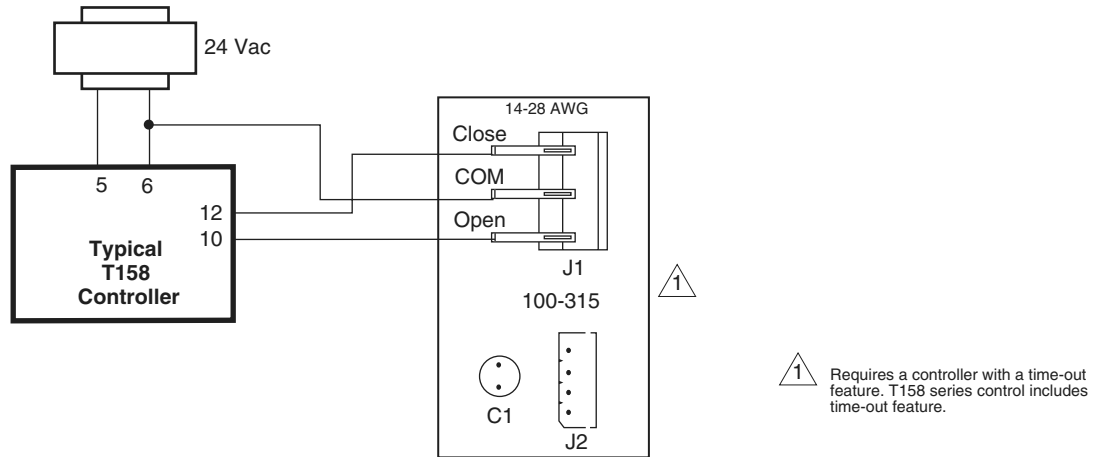 24 Vac
14-28 AWG
Close
COM
Open
5 6
12
10
Typical
T158
Controller
J1
100-315
1
C1
J2
1
Requires a controller with a time-out
feature. T158 series control includes
time-out feature.